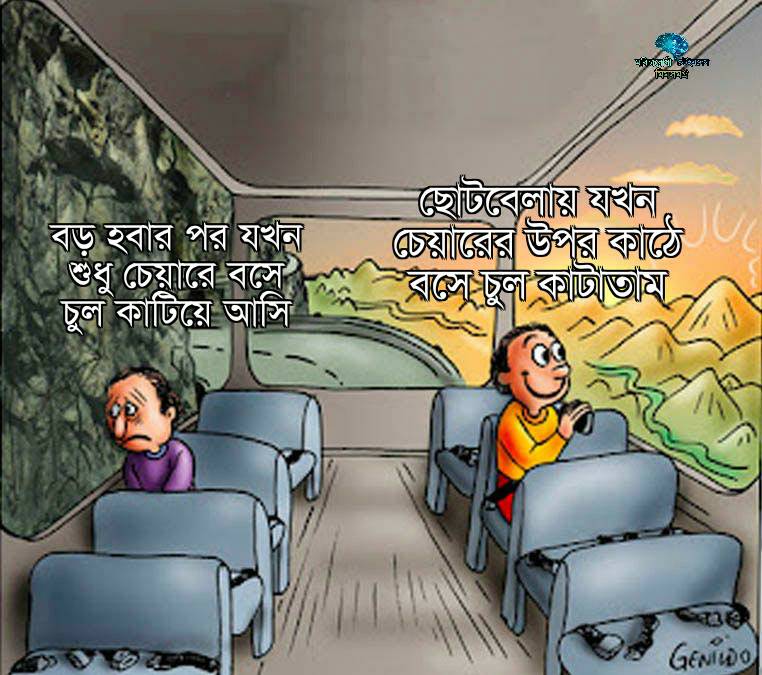 বড় হবার পর যখন
শুধু চেয়ারে বসে
চুল কাটিয়ে আসি
ছোটবেলায় যখন
চেয়ারের উপর কাঠে
বসে চুল কাটাতাম
GENILDO